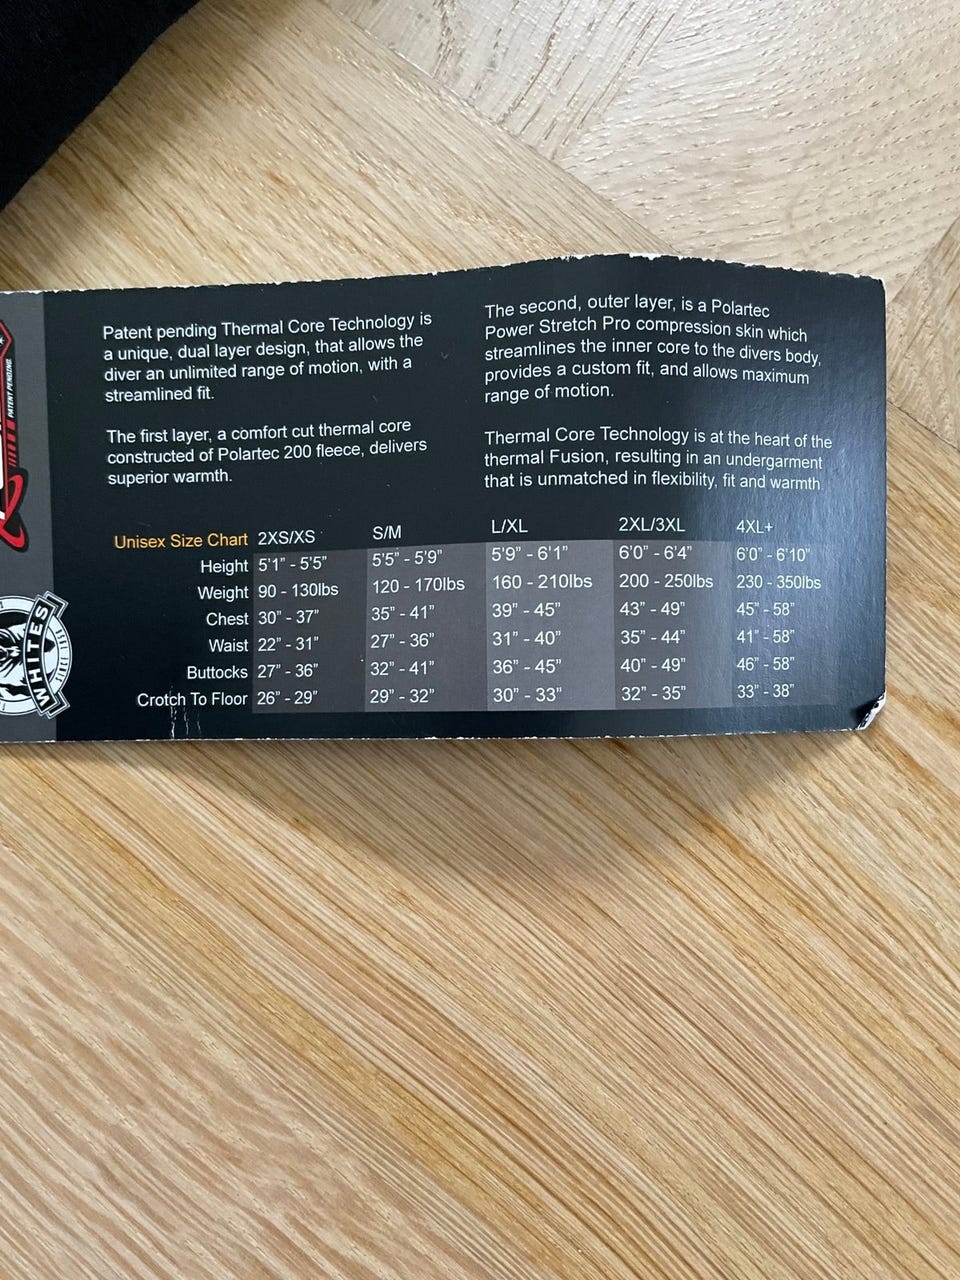 Patent pending Thermal Core Technology is
a unique, dual layer design, that allows the
diver an unlimited range of motion, with a
streamlined fit.
The first layer, a comfort cut thermal core
constructed of Polartec 200 fleece, delivers
superior warmth.
The second, outer layer, is a Polartec
Power Stretch Pro compression skin which
streamlines the inner core to the divers body,
provides a custom fit, and allows maximum
range of motion.
Thermal Core Technology is at the heart of the
thermal Fusion, resulting in an undergarment
that is unmatched in flexibility, fit and warmth.
Unisex Size Chart 2XS/XS S/M L/XL 2XL/3XL 4XL+
Height 5'1" - 5'5" 5'5" - 5'9" 5'9" - 6'1" 6'0" - 6'4" 6'0" - 6'10"
Weight 90 - 130lbs 120 - 170lbs 160 - 210lbs 200 - 250lbs 230 - 350lbs
Chest 30" - 37" 35" - 41" 39" - 45" 43" - 49" 45" - 58"
Waist 22" - 31" 27" - 36" 31" - 40" 35" - 44" 41" - 58"
Buttocks 27" - 36" 32" - 41" 36" - 45" 40" - 49" 46" - 58"
Crotch To Floor 26" - 29" 29" - 32" 30" - 33" 32" - 35" 33" - 38"
PATENT PENDING
WHITES